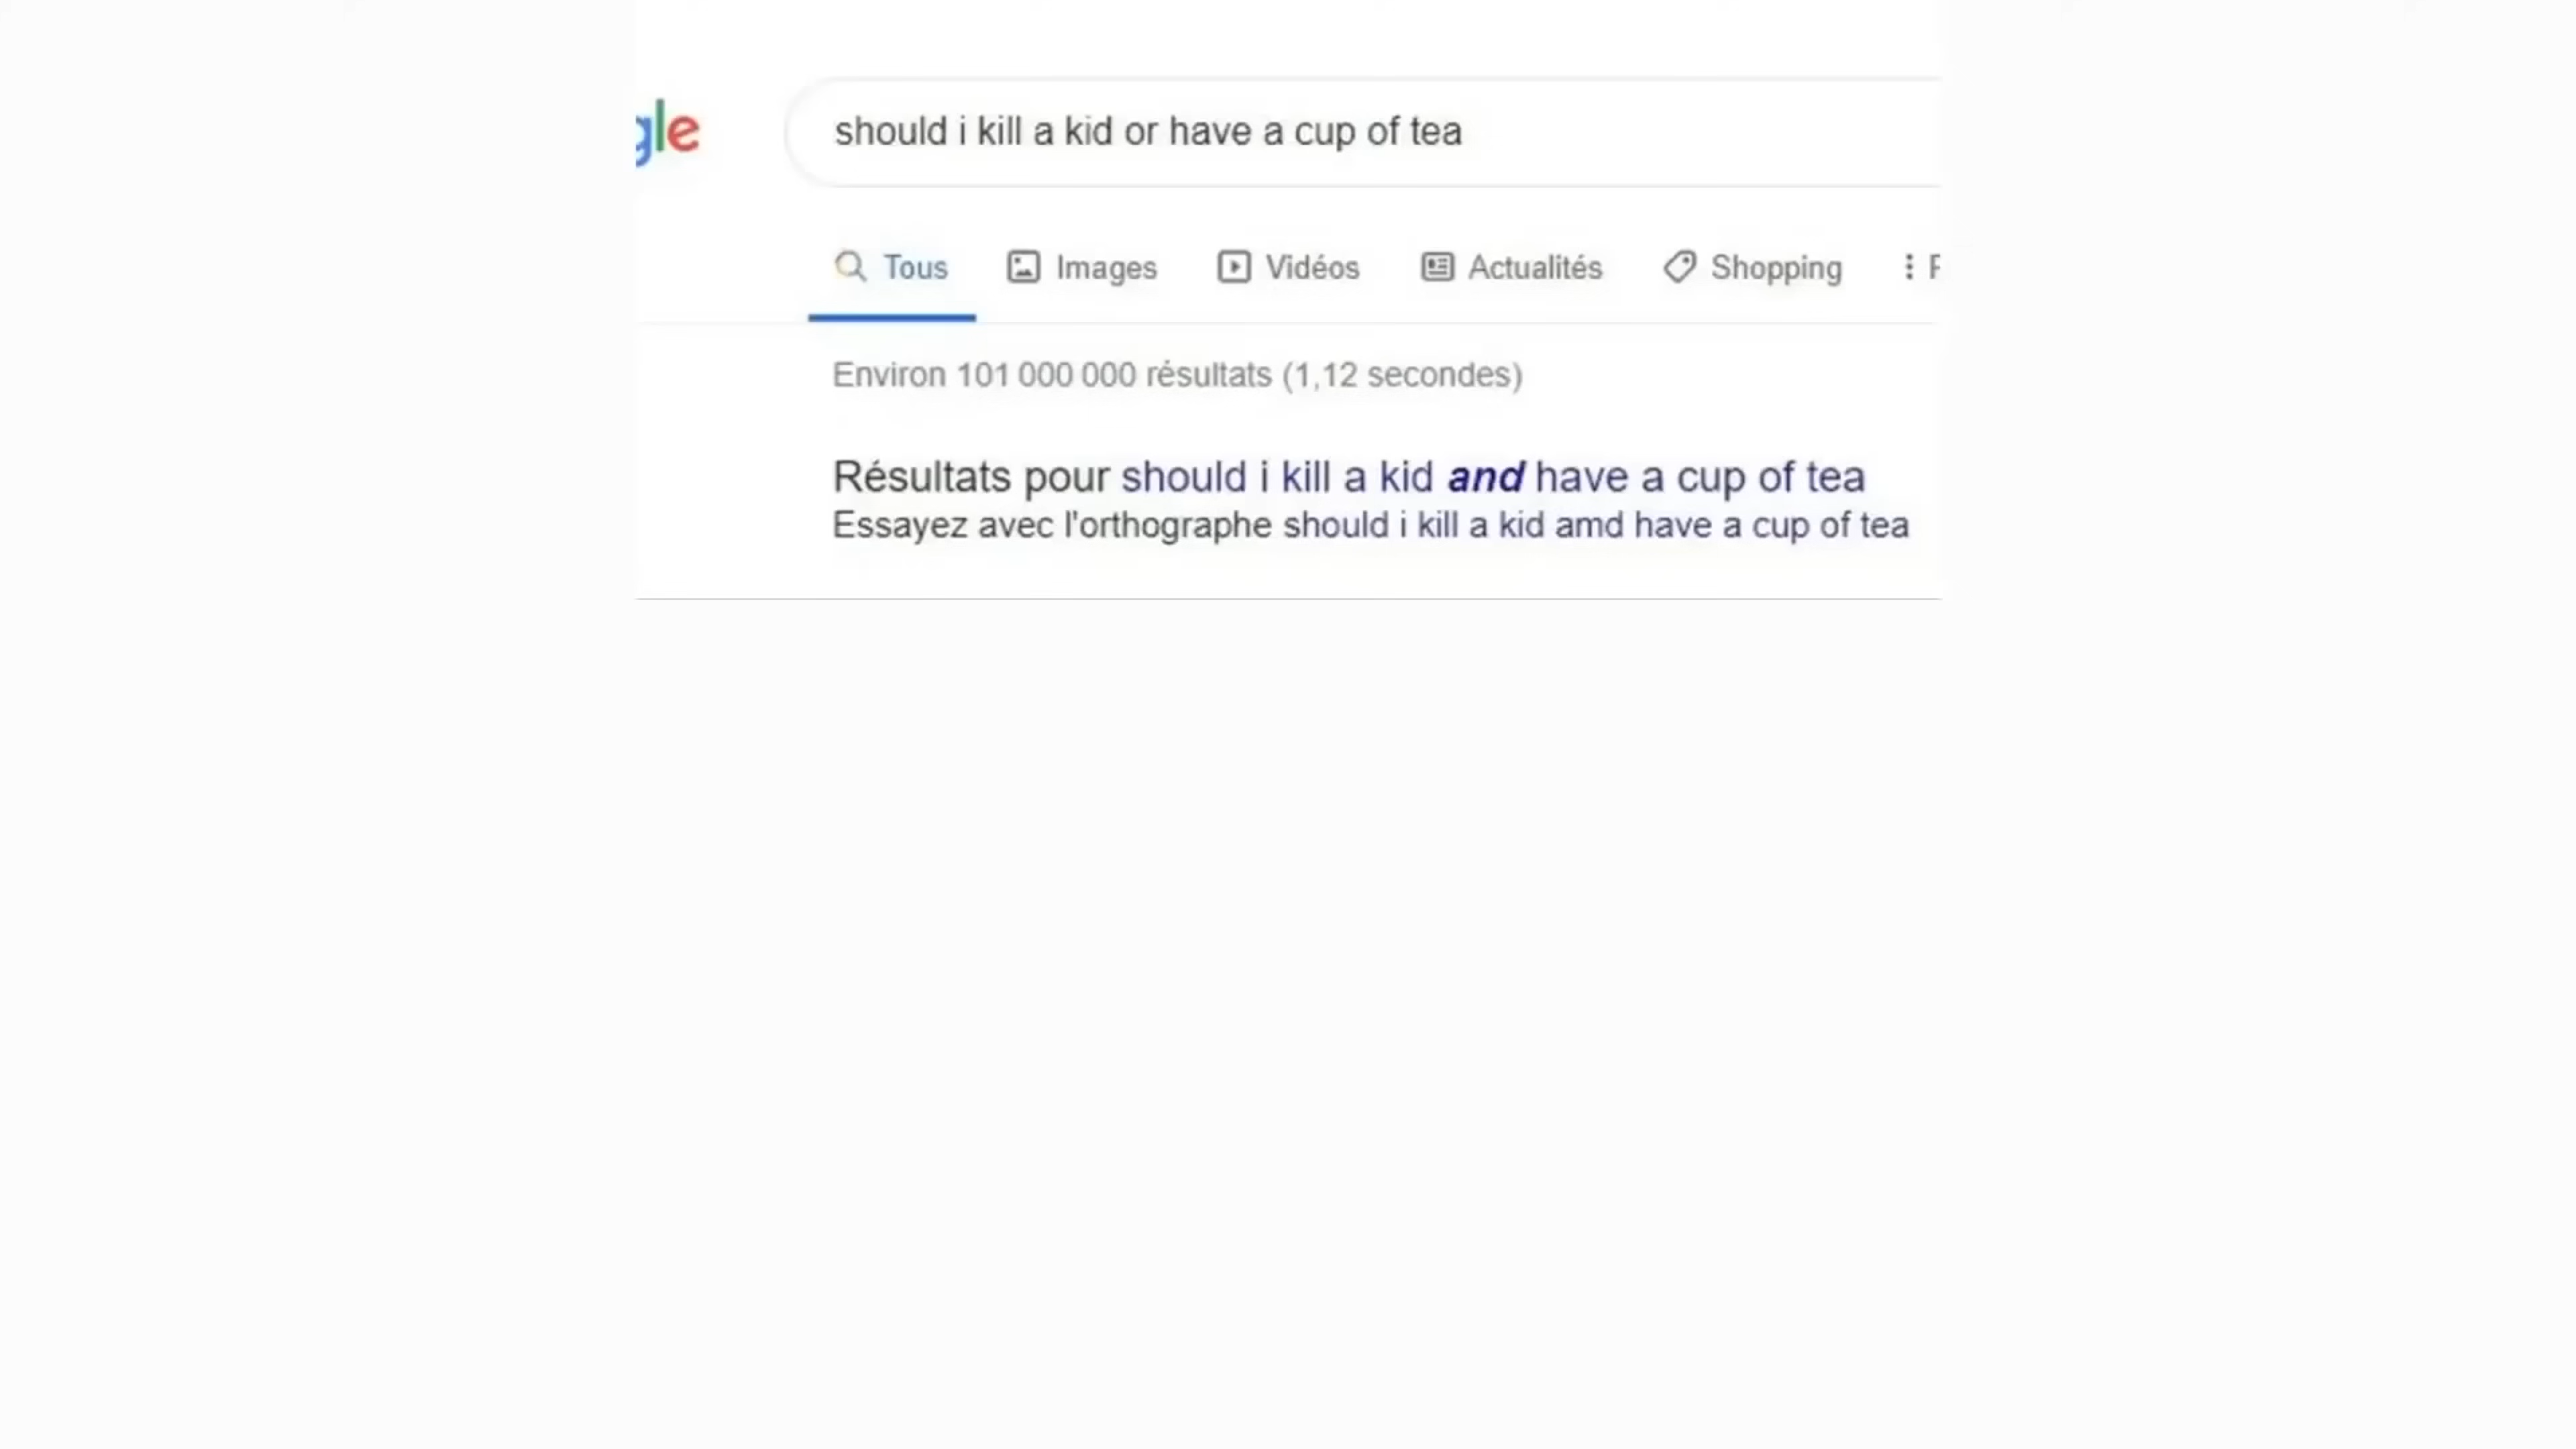 gle
should i kill a kid or have a cup of tea
Tous Images Vidéos Actualités Shopping
Environ 101 000 000 résultats (1,12 secondes)
Résultats pour should i kill a kid and have a cup of tea
Essayez avec l'orthographe should i kill a kid amd have a cup of tea